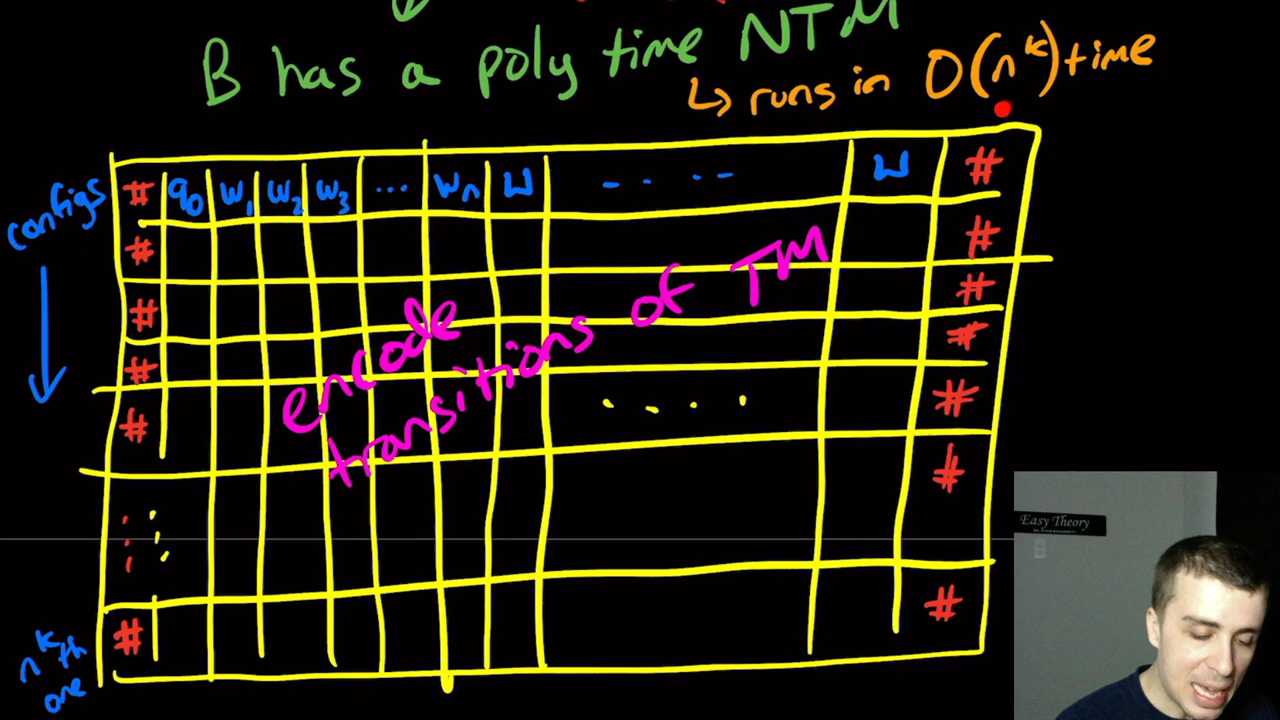 B has a poly time NTM
↳ runs in O(n^k) time
configs
# q₀ w₁ w₂ w₃ ... wₙ ⊔ - - - - ⊔ #
# #
# #
# #
# .... #
#
encode
transitions of TM
# #
n^k th
one
Easy Theory